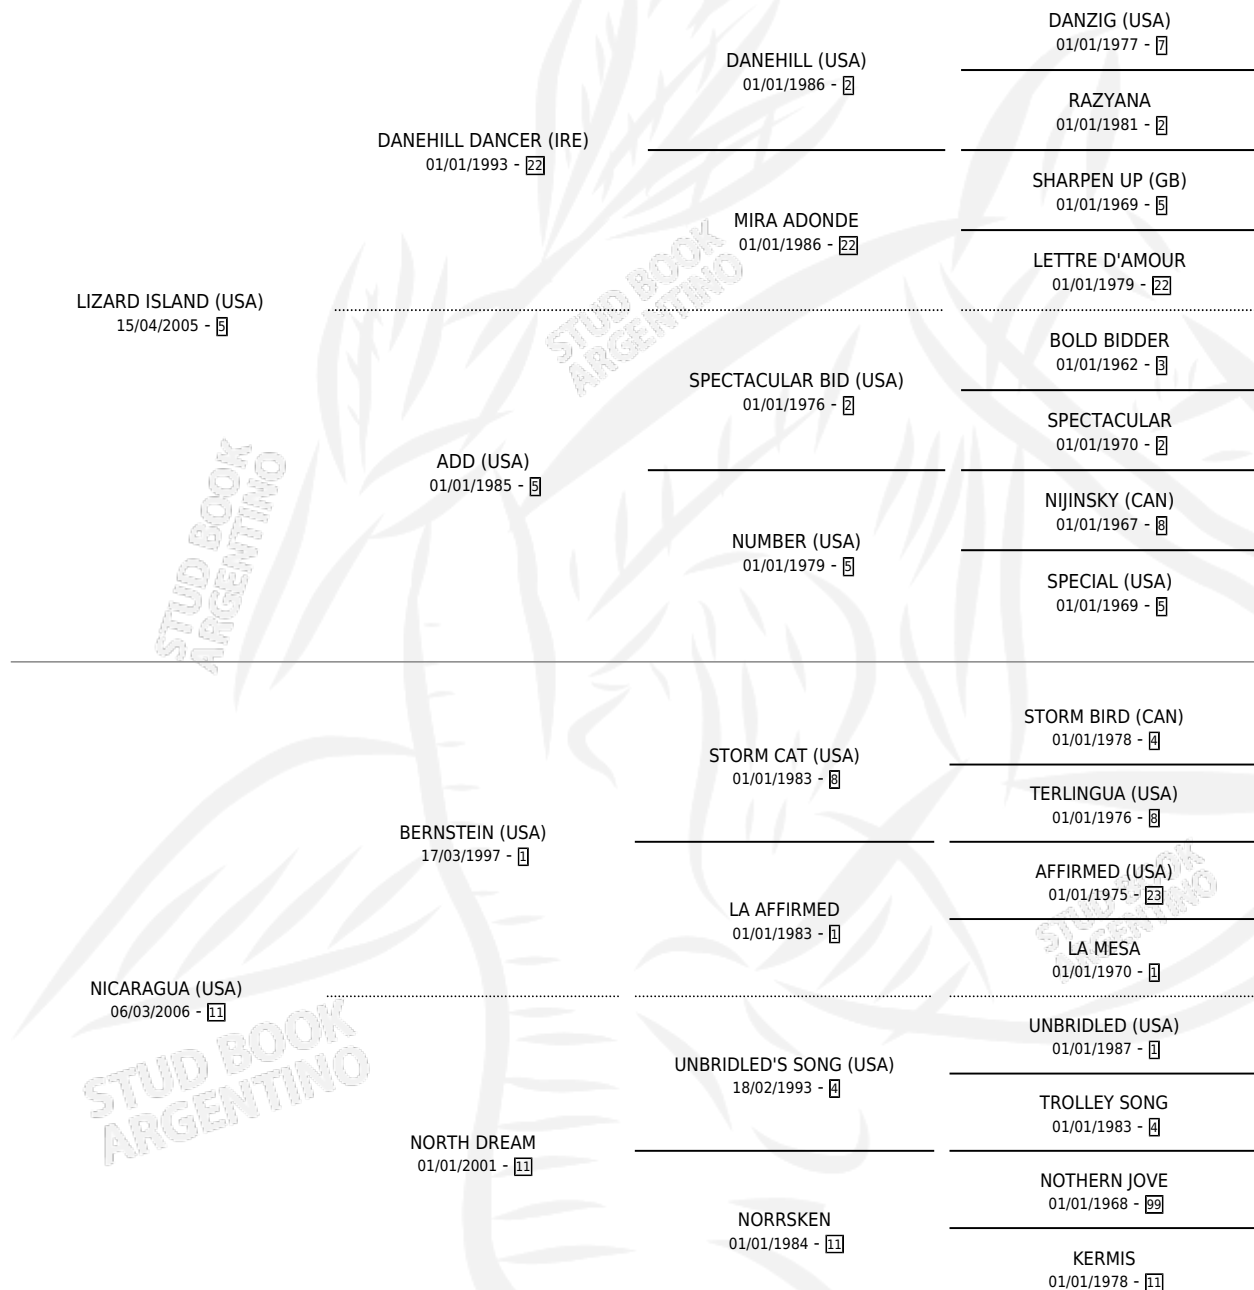 DANZIG (USA)
01/01/1977 - 7
DANEHILL (USA)
01/01/1986 - 2
RAZYANA
01/01/1981 - 2
DANEHILL DANCER (IRE)
01/01/1993 - 22
SHARPEN UP (GB)
01/01/1969 - 5
MIRA ADONDE
01/01/1986 - 22
LETTRE D'AMOUR
01/01/1979 - 22
LIZARD ISLAND (USA)
15/04/2005 - 5
BOLD BIDDER
01/01/1962 - 3
SPECTACULAR BID (USA)
01/01/1976 - 2
SPECTACULAR
01/01/1970 - 2
ADD (USA)
01/01/1985 - 5
NIJINSKY (CAN)
01/01/1967 - 8
NUMBER (USA)
01/01/1979 - 5
SPECIAL (USA)
01/01/1969 - 5
STORM BIRD (CAN)
01/01/1978 - 4
STORM CAT (USA)
01/01/1983 - 8
TERLINGUA (USA)
01/01/1976 - 8
BERNSTEIN (USA)
17/03/1997 - 1
AFFIRMED (USA)
01/01/1975 - 23
LA AFFIRMED
01/01/1983 - 1
LA MESA
01/01/1970 - 1
NICARAGUA (USA)
06/03/2006 - 11
UNBRIDLED (USA)
01/01/1987 - 1
UNBRIDLED'S SONG (USA)
18/02/1993 - 4
TROLLEY SONG
01/01/1983 - 4
NORTH DREAM
01/01/2001 - 11
NOTHERN JOVE
01/01/1968 - 99
NORRSKEN
01/01/1984 - 11
KERMIS
01/01/1978 - 11
STUD BOOK
ARGENTINO
STUD BOOK
ARGENTINO
STUD BOOK
ARGENTINO
STUD BOOK
ARGENTINO